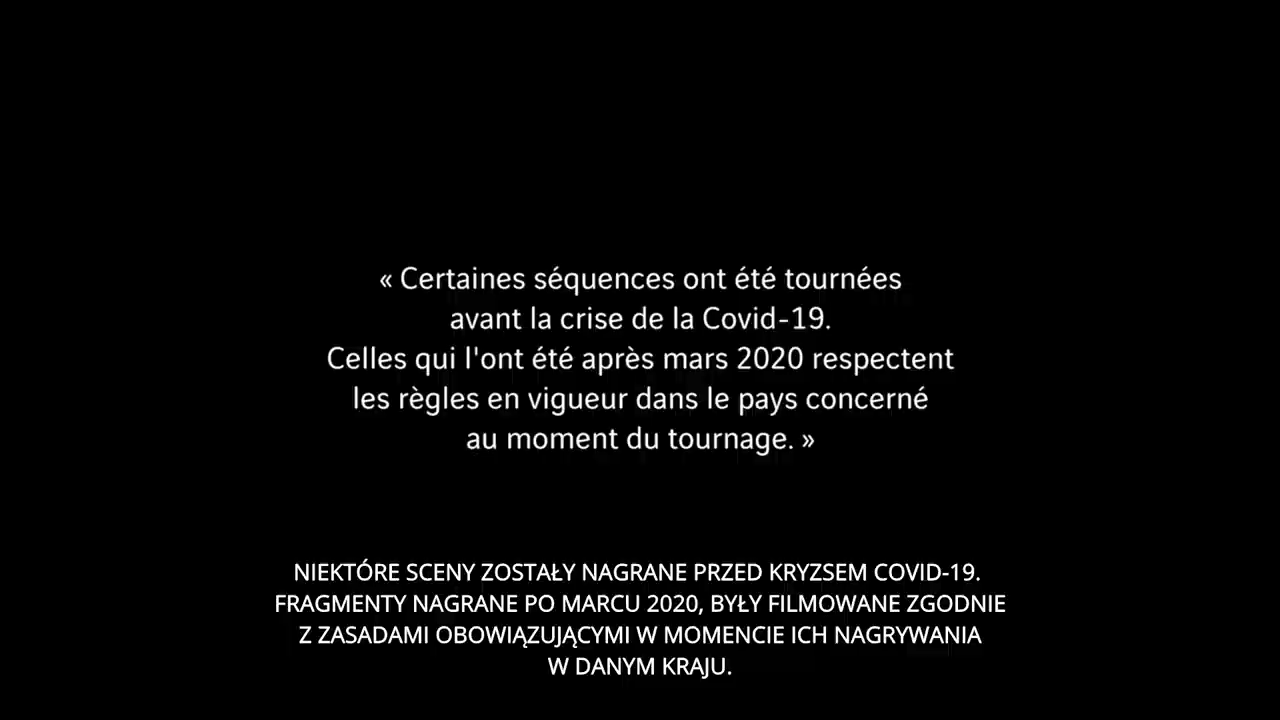 « Certaines séquences ont été tournées
avant la crise de la Covid-19.
Celles qui l'ont été après mars 2020 respectent
les règles en vigueur dans le pays concerné
au moment du tournage. »
NIEKTÓRE SCENY ZOSTAŁY NAGRANE PRZED KRYZSEM COVID-19.
FRAGMENTY NAGRANE PO MARCU 2020, BYŁY FILMOWANE ZGODNIE
Z ZASADAMI OBOWIĄZUJĄCYMI W MOMENCIE ICH NAGRYWANIA
W DANYM KRAJU.